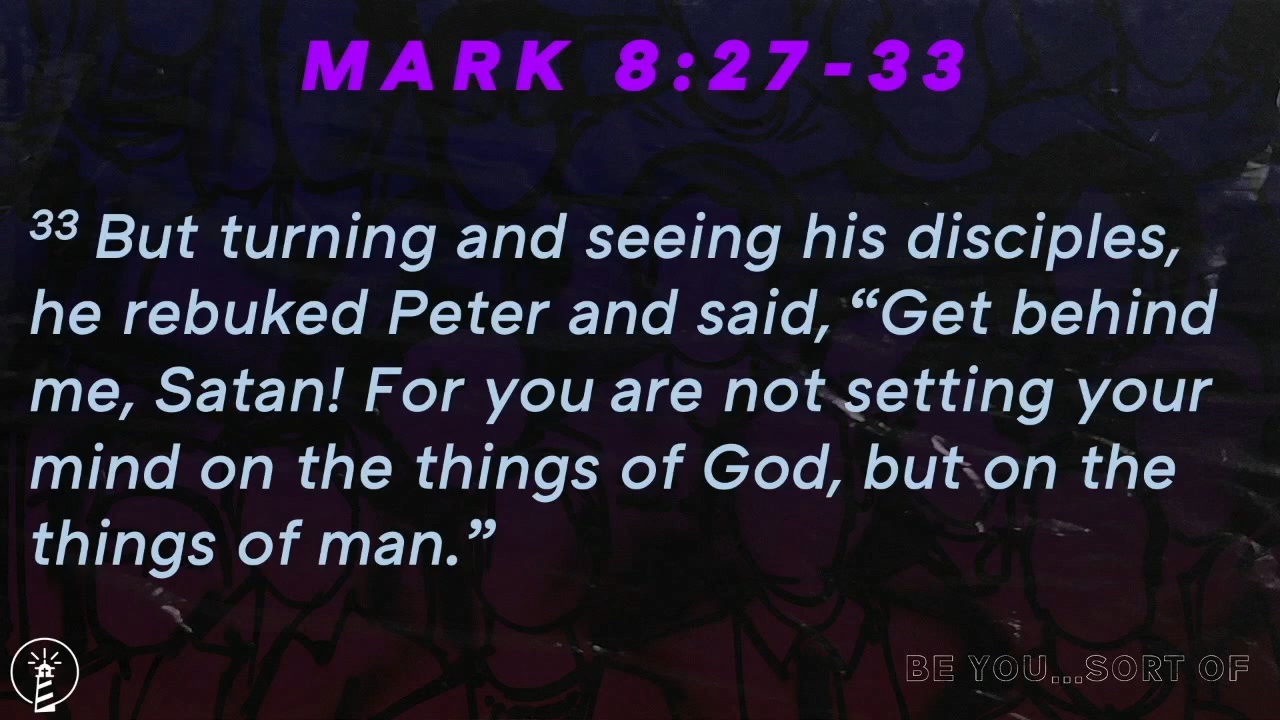 MARK 8:27-33
33 But turning and seeing his disciples,
he rebuked Peter and said, “Get behind
me, Satan! For you are not setting your
mind on the things of God, but on the
things of man.”
BE YOU...SORT OF